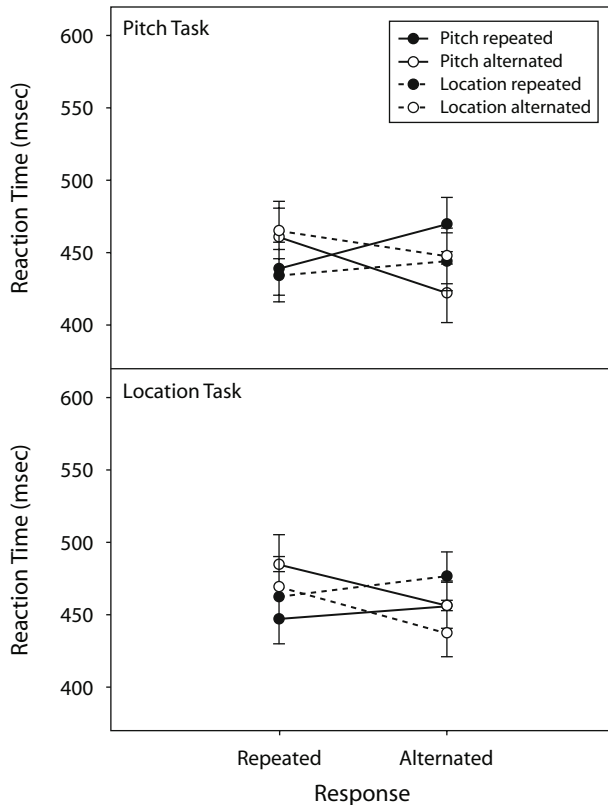 Pitch Task
Pitch repeated
Pitch alternated
Location repeated
Location alternated
Reaction Time (msec)
600
550
500
450
400
Location Task
Reaction Time (msec)
600
550
500
450
400
Repeated
Alternated
Response